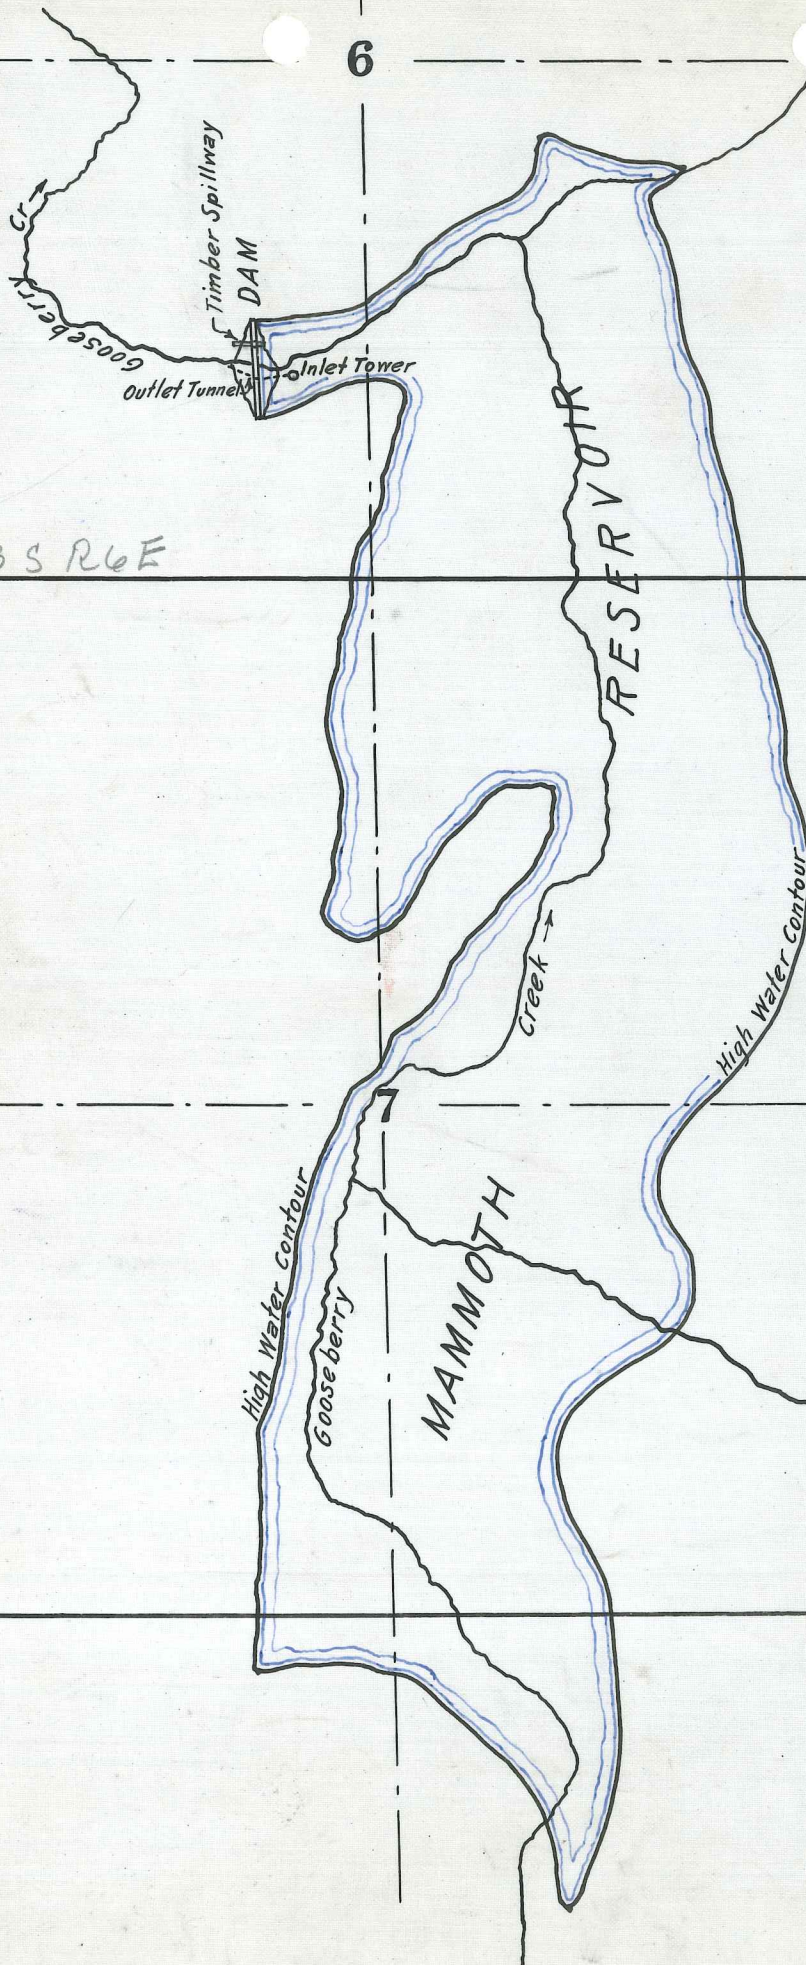 6
Cr
Gooseberry
Timber Spillway
DAM
Inlet Tower
Outlet Tunnel
S R6E
RESERVOIR
High Water Contour
Creek
7
High Water Contour
Gooseberry
MAMMOTH